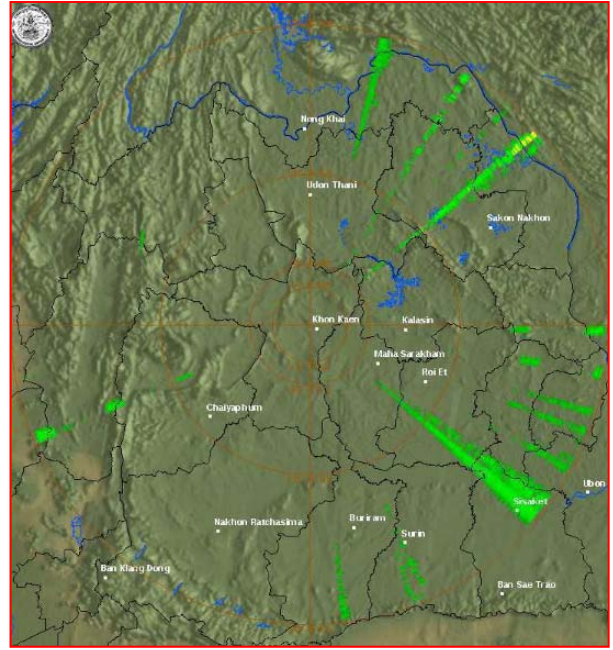 Nong Khai
Udon Thani
Sakon Nakhon
Khon Kaen
Kalasin
Maha Sarakham
Roi Et
Chaiyaphum
Ubon
Sisaket
Buriram
Nakhon Ratchasima
Surin
Ban Klang Dong
Ban Sae Trao